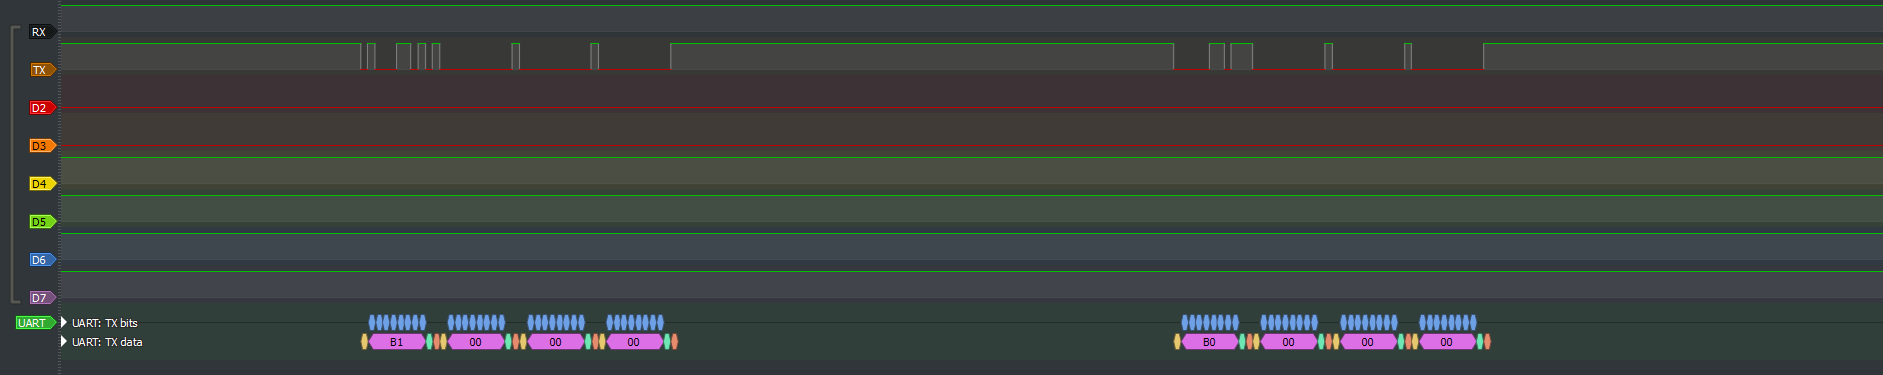 RX
TX
D2
D3
D4
D5
D6
D7
UART UART: TX bits
UART: TX data B1 00 00 00 B0 00 00 00